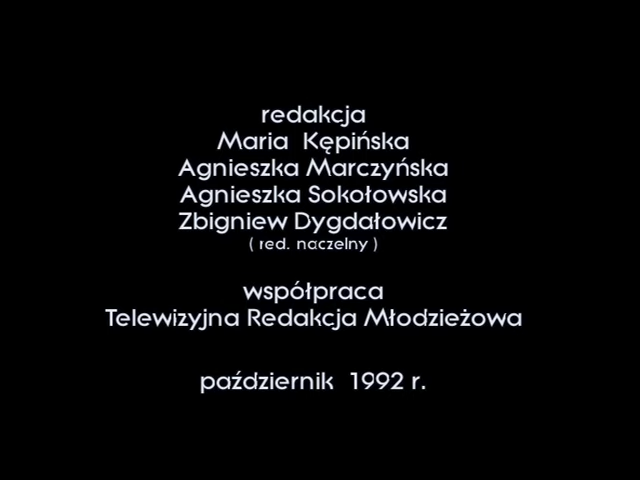 redakcja
Maria Kępińska
Agnieszka Marczyńska
Agnieszka Sokołowska
Zbigniew Dygdałowicz
( red. naczelny )
współpraca
Telewizyjna Redakcja Młodzieżowa
październik 1992 r.